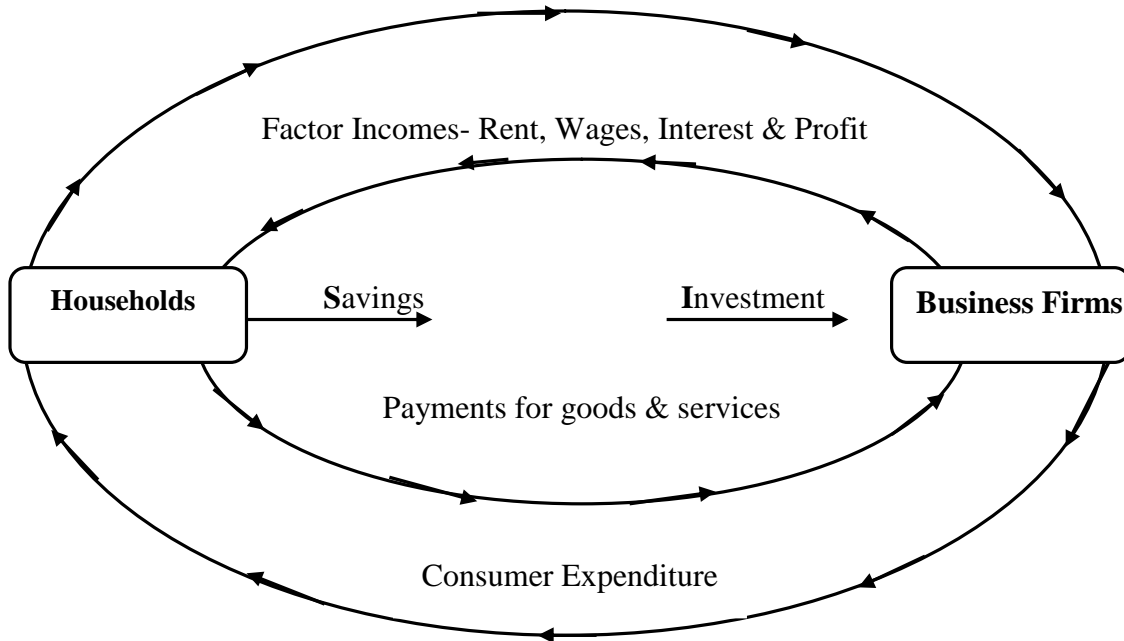 Factor Incomes- Rent, Wages, Interest & Profit
Households
Savings
Investment
Business Firms
Payments for goods & services
Consumer Expenditure